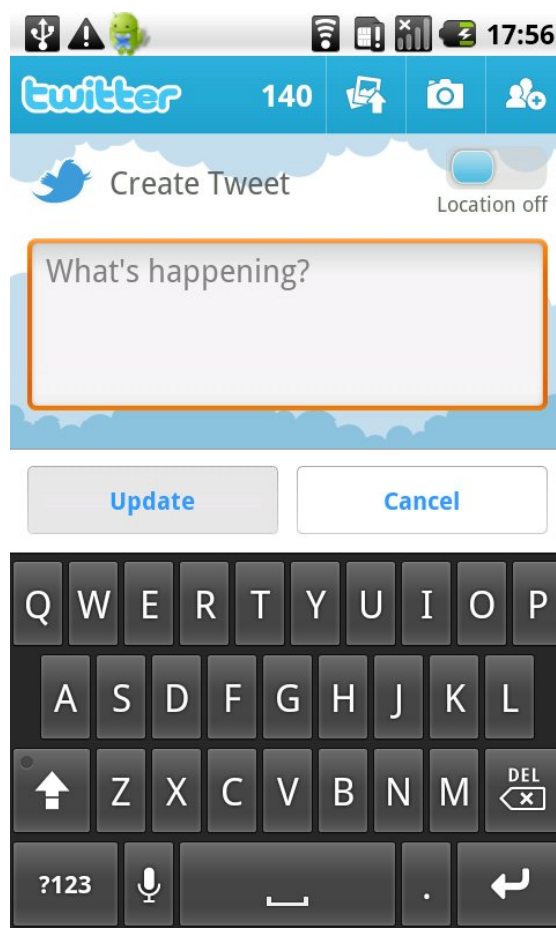 17:56
twitter 140
Create Tweet
Location off
What's happening?
Update Cancel
Q W E R T Y U I O P
A S D F G H J K L
Z X C V B N M DEL
?123 .